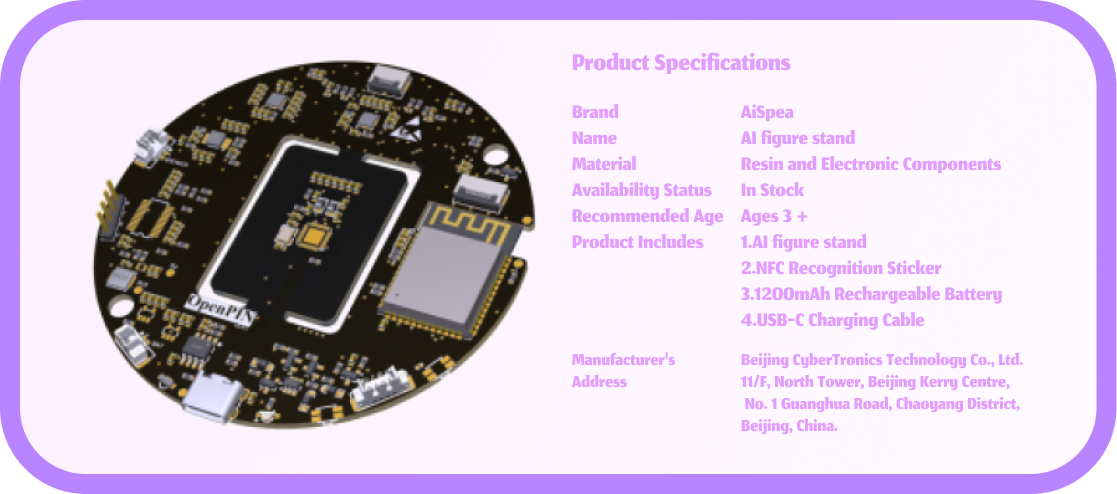 Product Specifications
Brand AiSpea
Name AI figure stand
Material Resin and Electronic Components
Availability Status In Stock
Recommended Age Ages 3 +
Product Includes 1.AI figure stand
2.NFC Recognition Sticker
3.1200mAh Rechargeable Battery
4.USB-C Charging Cable
Manufacturer's Beijing CyberTronics Technology Co., Ltd.
Address 11/F, North Tower, Beijing Kerry Centre,
No. 1 Guanghua Road, Chaoyang District,
Beijing, China.
OpenPIN